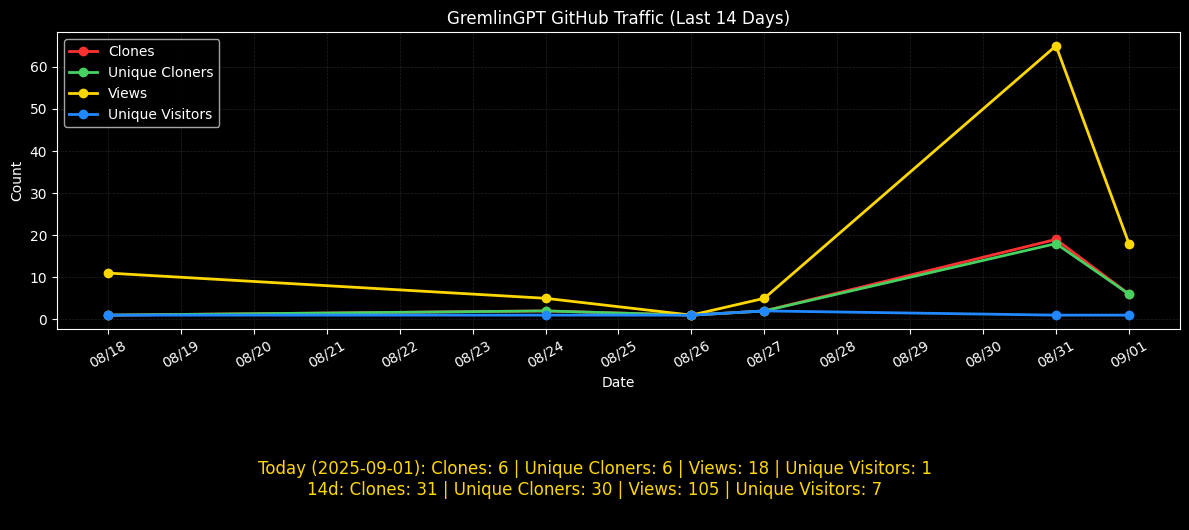 GremlinGPT GitHub Traffic (Last 14 Days)
Clones
Unique Cloners
Views
Unique Visitors
Count
60
50
40
30
20
10
0
08/18 08/19 08/20 08/21 08/22 08/23 08/24 08/25 08/26 08/27 08/28 08/29 08/30 08/31 09/01
Date
Today (2025-09-01): Clones: 6 | Unique Cloners: 6 | Views: 18 | Unique Visitors: 1
14d: Clones: 31 | Unique Cloners: 30 | Views: 105 | Unique Visitors: 7